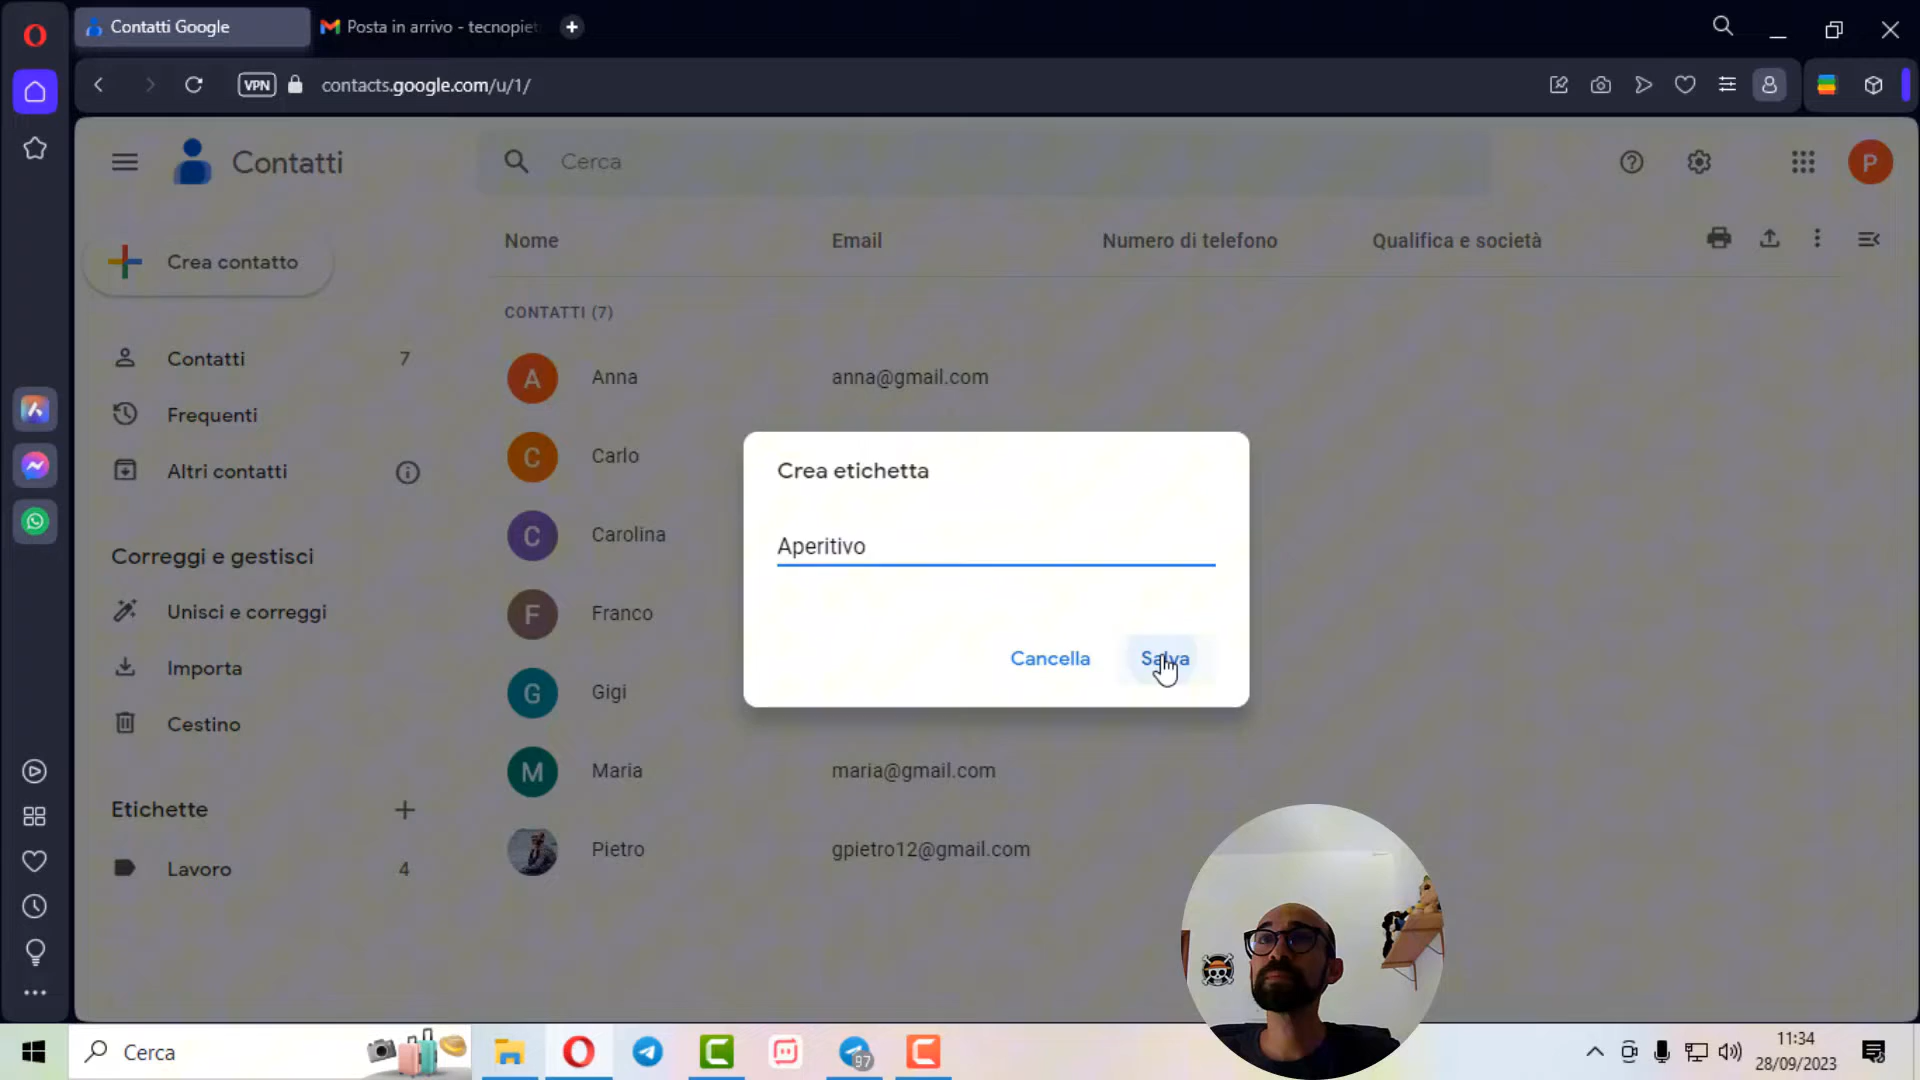 Contatti Google
Posta in arrivo - tecnopiet
VPN
contacts.google.com/u/1/
Contatti
Cerca
P
Crea contatto
Nome
Email
Numero di telefono
Qualifica e società
CONTATTI (7)
Contatti
7
Frequenti
Altri contatti
Correggi e gestisci
Unisci e correggi
Importa
Cestino
Etichette
Lavoro
4
A
Anna
anna@gmail.com
C
Carlo
C
Carolina
F
Franco
G
Gigi
M
Maria
maria@gmail.com
Pietro
gpietro12@gmail.com
Crea etichetta
Aperitivo
Cancella
Salva
Cerca
97
11:34
28/09/2023